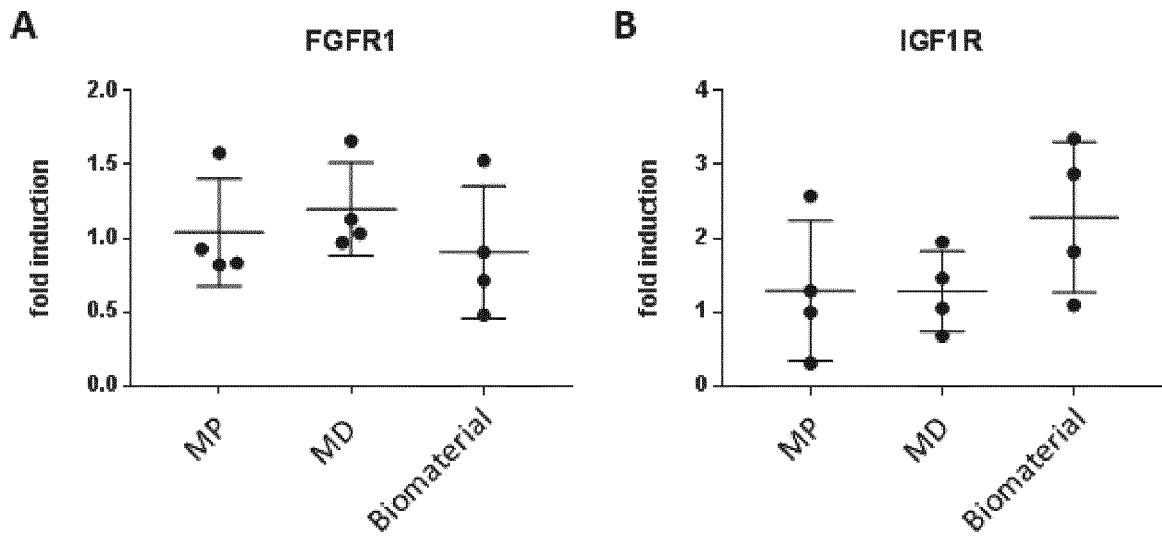 A
FGFR1
fold induction
2.0
1.5
1.0
0.5
0.0
MP
MD
Biomaterial
B
IGF1R
fold induction
4
3
2
1
0
MP
MD
Biomaterial